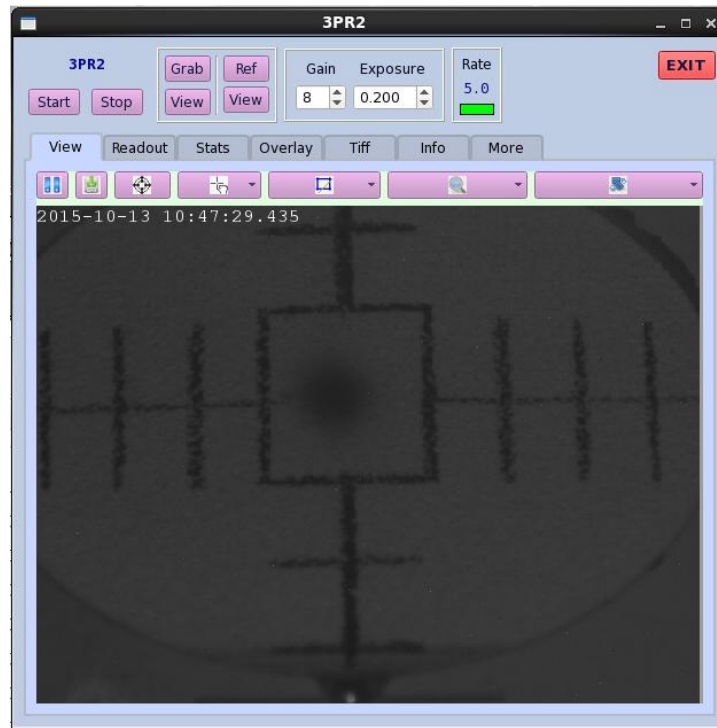 3PR2
3PR2
Start Stop
Grab Ref
View View
Gain Exposure
8 0.200
Rate
5.0
EXIT
View Readout Stats Overlay Tiff Info More
2015-10-13 10:47:29.435